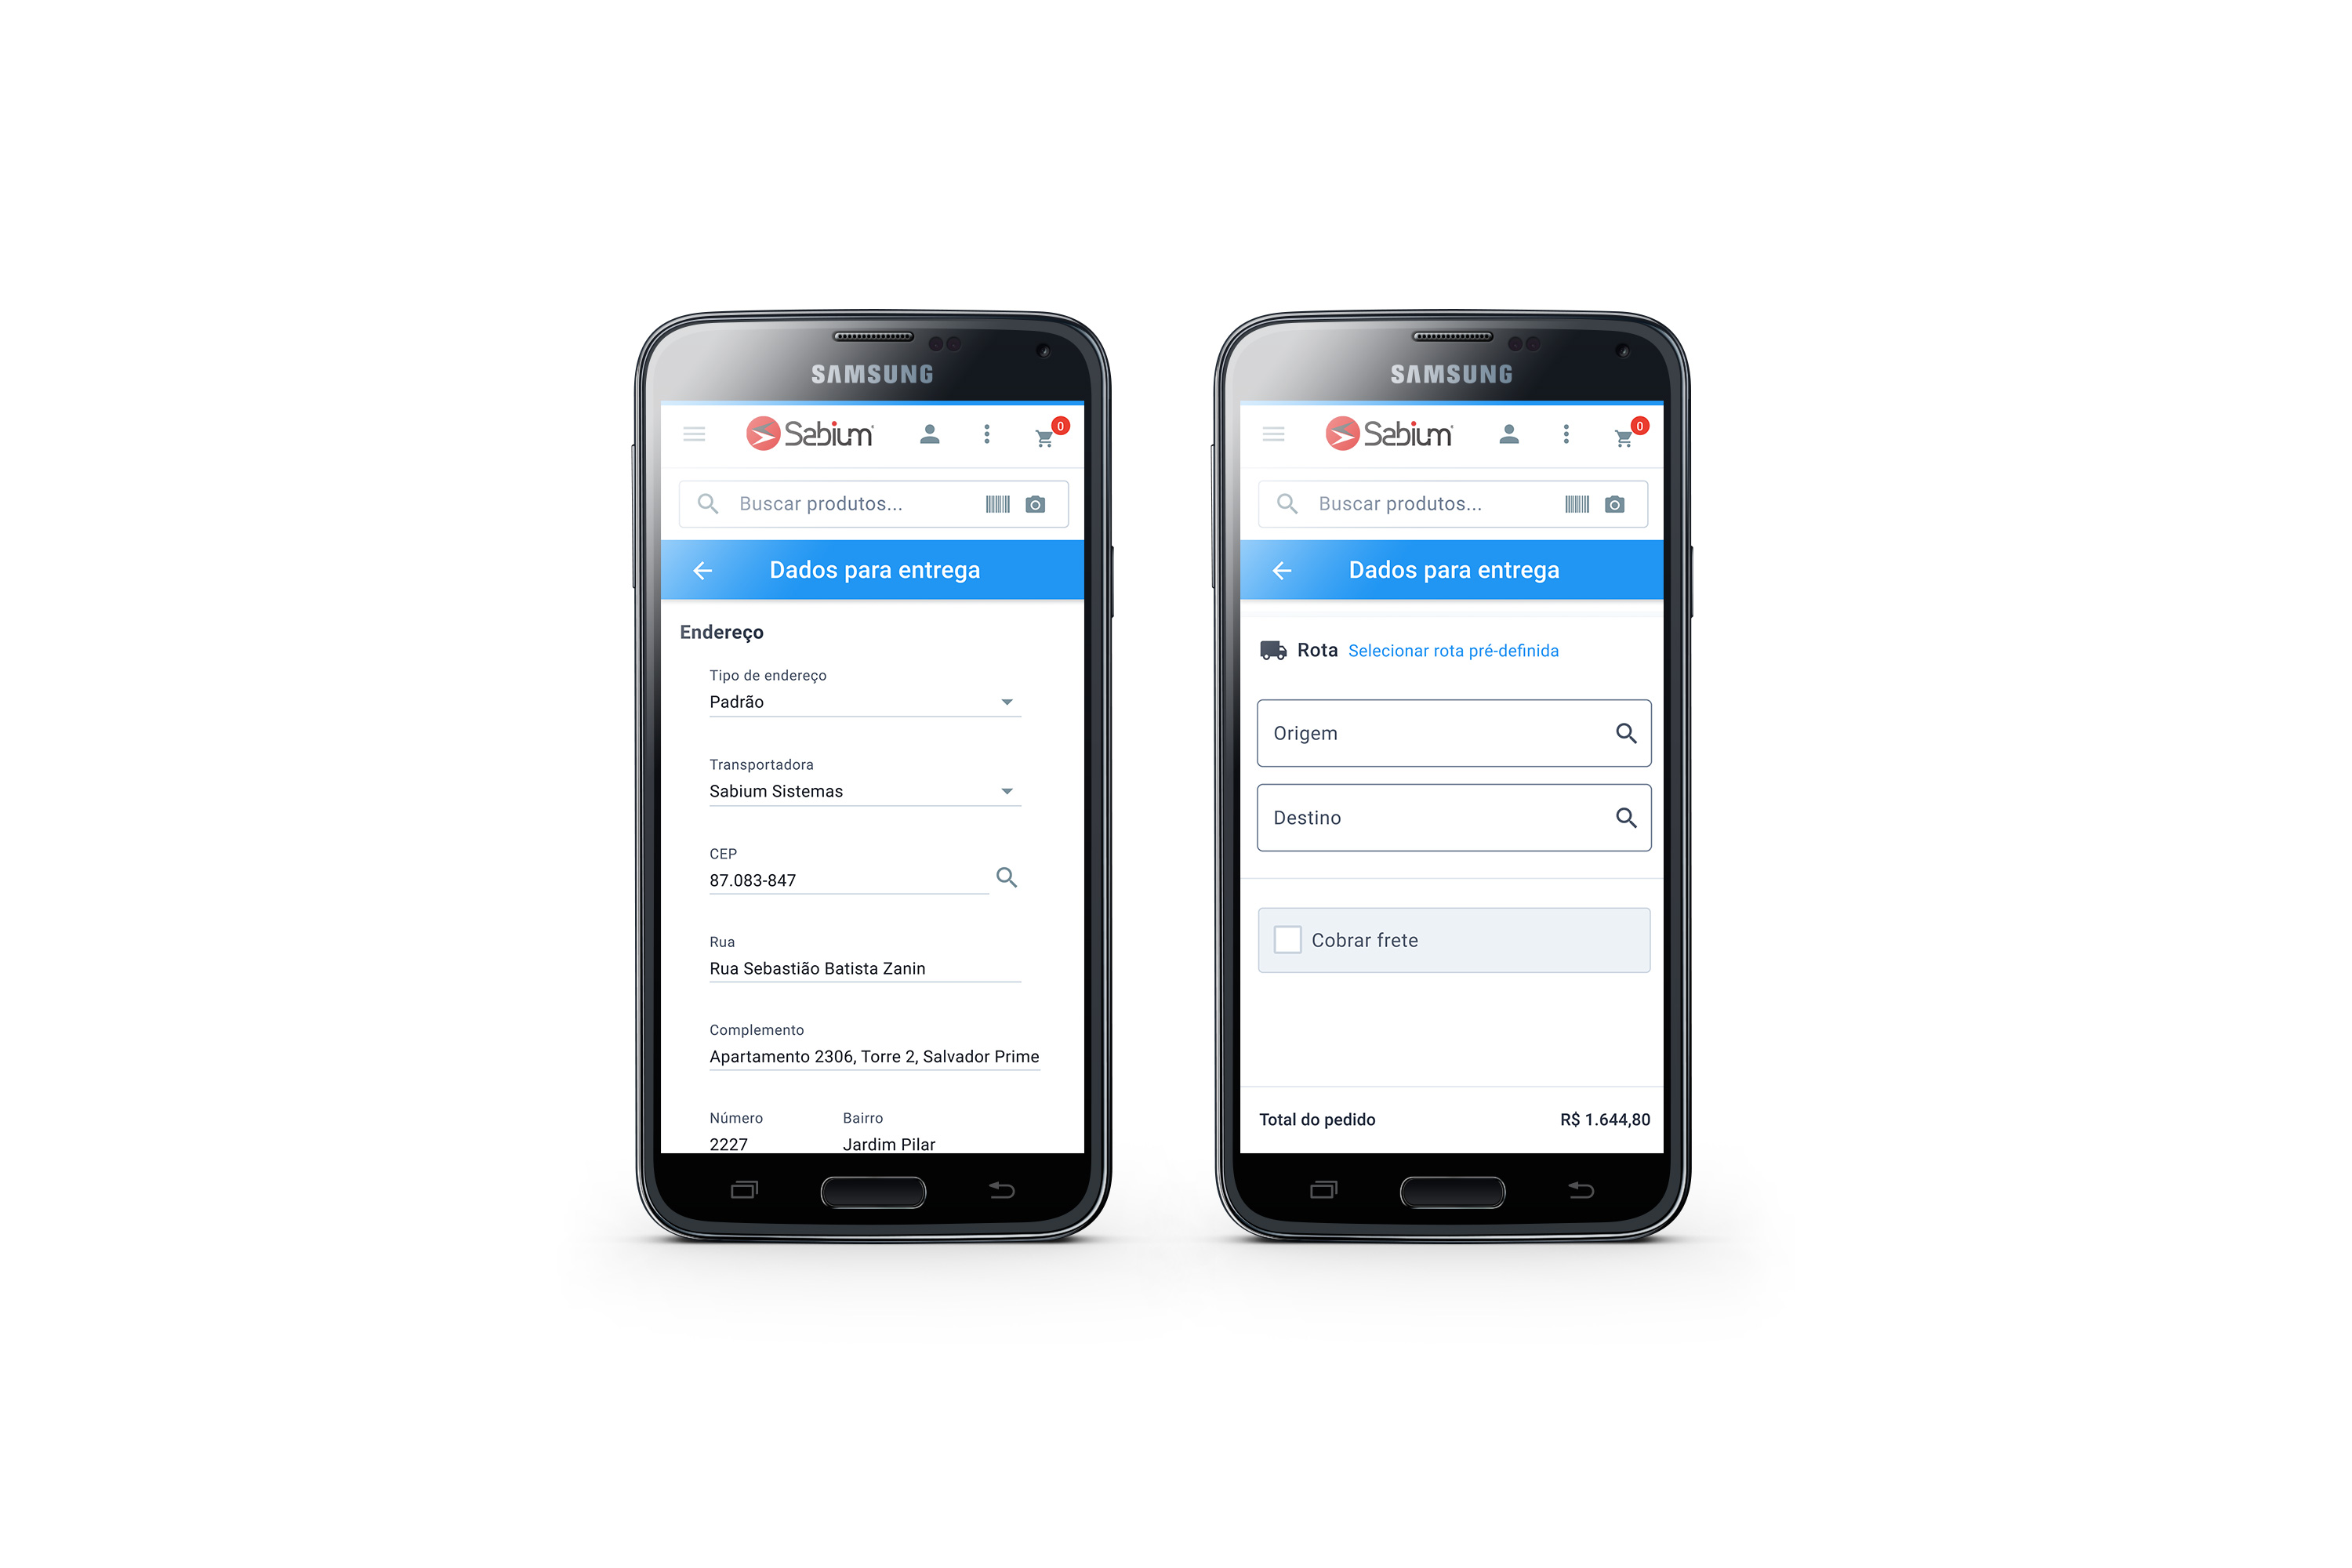 SAMSUNG
Sabium
0
Buscar produtos...
Dados para entrega
Endereço
Tipo de endereço
Padrão
Transportadora
Sabium Sistemas
CEP
87.083-847
Rua
Rua Sebastião Batista Zanin
Complemento
Apartamento 2306, Torre 2, Salvador Prime
Número Bairro
2227 Jardim Pilar
SAMSUNG
Sabium
0
Buscar produtos...
Dados para entrega
Rota Selecionar rota pré-definida
Origem
Destino
Cobrar frete
Total do pedido R$ 1.644,80